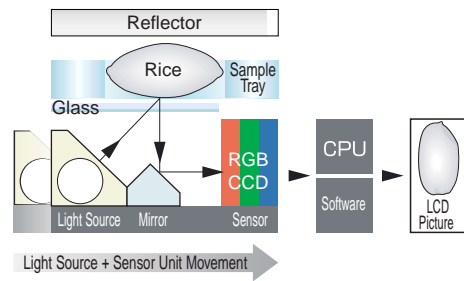 Reflector
Rice
Sample
Tray
Glass
RGB
CCD
CPU
Software
LCD
Picture
Light Source
Mirror
Sensor
Light Source + Sensor Unit Movement